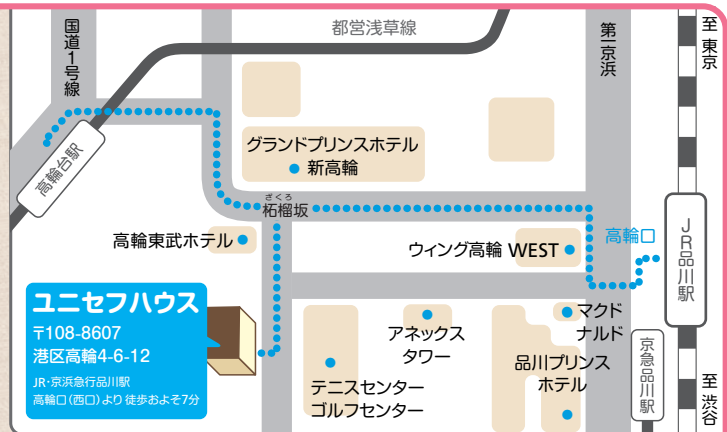 国道1号線
都営浅草線
第一京浜
至 東京
高輪台駅
グランドプリンスホテル
新高輪
ざくろ
柘榴坂
高輪東武ホテル
ウィング高輪 WEST
高輪口
JR品川駅
ユニセフハウス
〒108-8607
港区高輪4-6-12
JR・京浜急行品川駅
高輪口(西口)より徒歩およそ7分
テニスセンター
ゴルフセンター
アネックス
タワー
マクド
ナルド
品川プリンス
ホテル
京急品川駅
至 渋谷